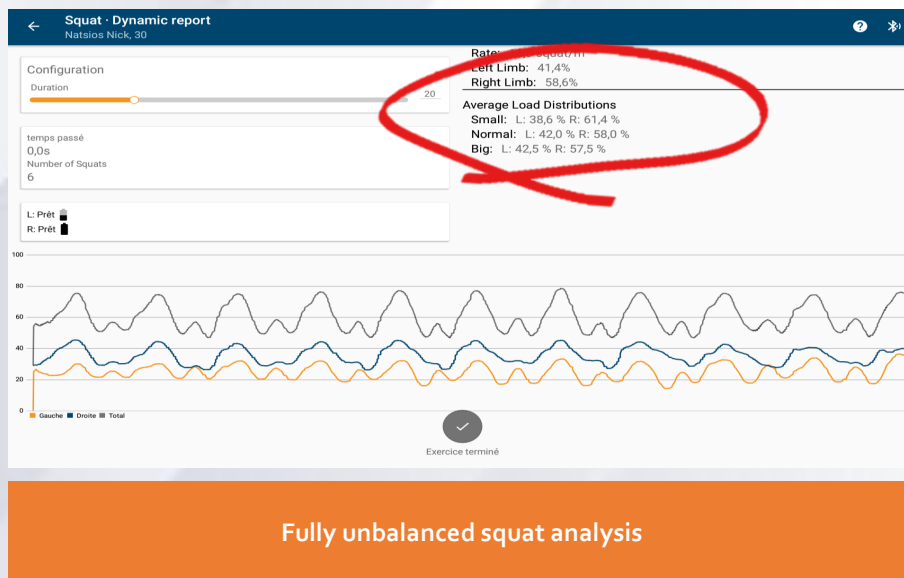 Squat · Dynamic report
Natsios Nick, 30
Configuration
Duration
20
temps passé
0,0s
Number of Squats
6
L: Prêt
R: Prêt
Rate:
Left Limb: 41,4%
Right Limb: 58,6%
Average Load Distributions
Small: L: 38,6 % R: 61,4 %
Normal: L: 42,0 % R: 58,0 %
Big: L: 42,5 % R: 57,5 %
100
80
60
40
20
0
Gauche Droite Total
Exercice terminé
Fully unbalanced squat analysis